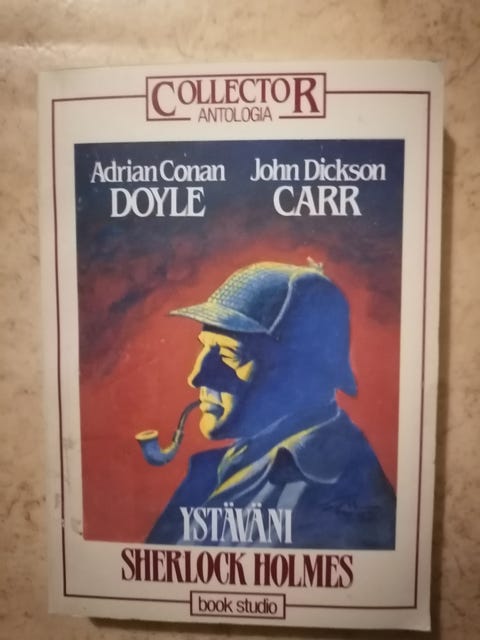 COLLECTOR
ANTOLOGIA
Adrian Conan John Dickson
DOYLE CARR
YSTÄVÄNI
SHERLOCK HOLMES
book studio